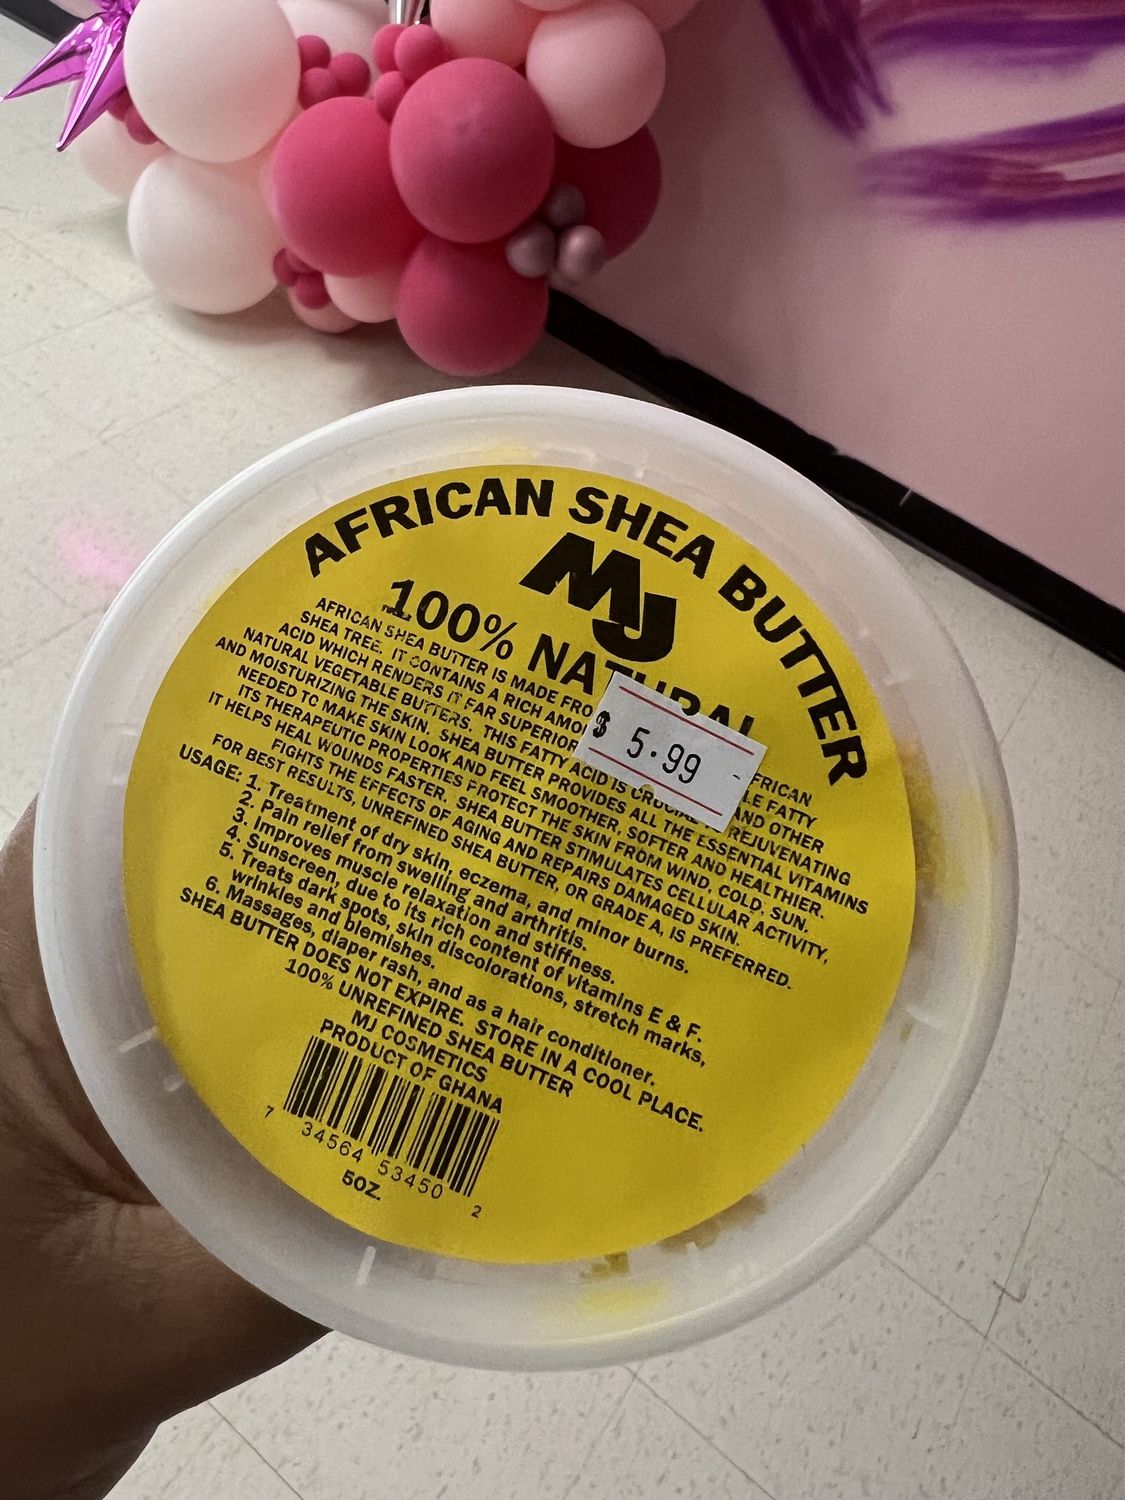 AFRICAN SHEA BUTTER
MJ
100% NATURAL
$ 5.99
AFRICAN SHEA BUTTER IS MADE FRO FRICAN
SHEA TREE. IT CONTAINS A RICH AMOU LE FATTY
ACID WHICH RENDERS IT FAR SUPERIOR AND OTHER
NATURAL VEGETABLE BUTTERS. THIS FATTY ACID IS CRUCIAL REJUVENATING
AND MOISTURIZING THE SKIN. SHEA BUTTER PROVIDES ALL THE ESSENTIAL VITAMINS
NEEDED TO MAKE SKIN LOOK AND FEEL SMOOTHER, SOFTER AND HEALTHIER.
ITS THERAPEUTIC PROPERTIES PROTECT THE SKIN FROM WIND, COLD, SUN.
IT HELPS HEAL WOUNDS FASTER. SHEA BUTTER STIMULATES CELLULAR ACTIVITY,
FIGHTS THE EFFECTS OF AGING AND REPAIRS DAMAGED SKIN.
FOR BEST RESULTS, UNREFINED SHEA BUTTER, OR GRADE A, IS PREFERRED.
USAGE: 1. Treatment of dry skin, eczema, and minor burns.
2. Pain relief from swelling and arthritis.
3. Improves muscle relaxation and stiffness.
4. Sunscreen, due to its rich content of vitamins E & F.
5. Treats dark spots, skin discolorations, stretch marks,
wrinkles and blemishes.
6. Massages, diaper rash, and as a hair conditioner.
SHEA BUTTER DOES NOT EXPIRE. STORE IN A COOL PLACE.
100% UNREFINED SHEA BUTTER
MJ COSMETICS
PRODUCT OF GHANA
7 34564 53450 2
5OZ.